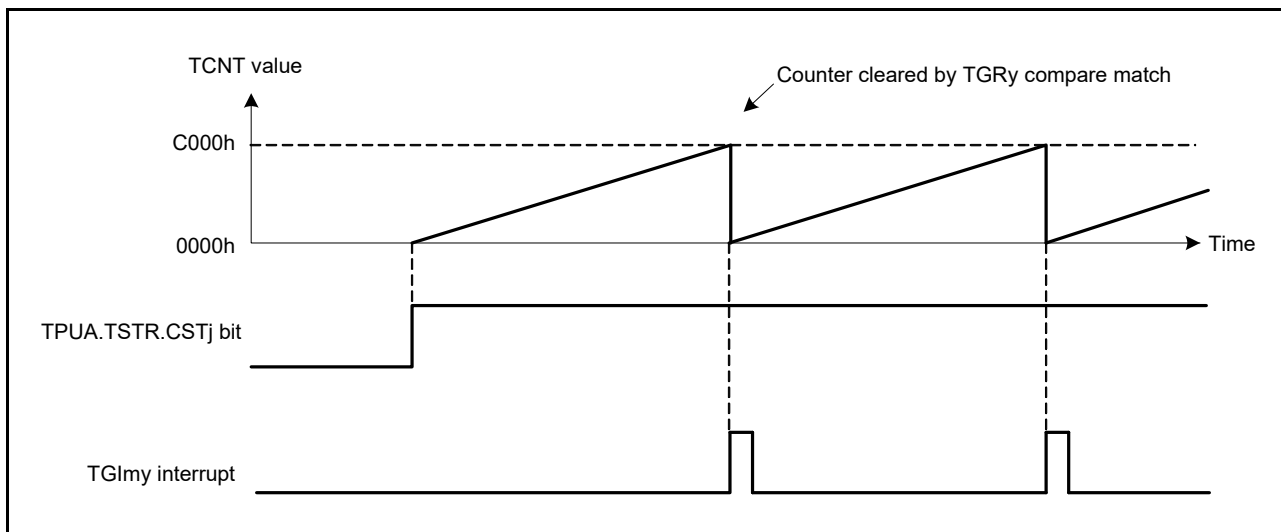 TCNT value
Counter cleared by TGRy compare match
C000h
0000h
Time
TPUA.TSTR.CSTj bit
TGImy interrupt